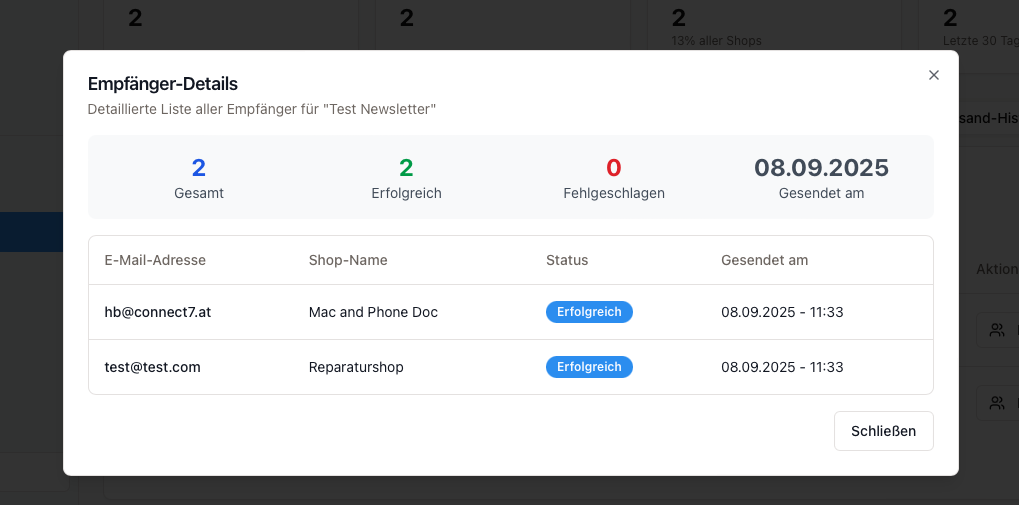 2 2 2 2
13% aller Shops Letzte 30 Tag
Empfänger-Details
Detaillierte Liste aller Empfänger für "Test Newsletter"
sand-His
2 2 0 08.09.2025
Gesamt Erfolgreich Fehlgeschlagen Gesendet am
E-Mail-Adresse Shop-Name Status Gesendet am
Aktion
hb@connect7.at Mac and Phone Doc Erfolgreich 08.09.2025 - 11:33
test@test.com Reparaturshop Erfolgreich 08.09.2025 - 11:33
Schließen